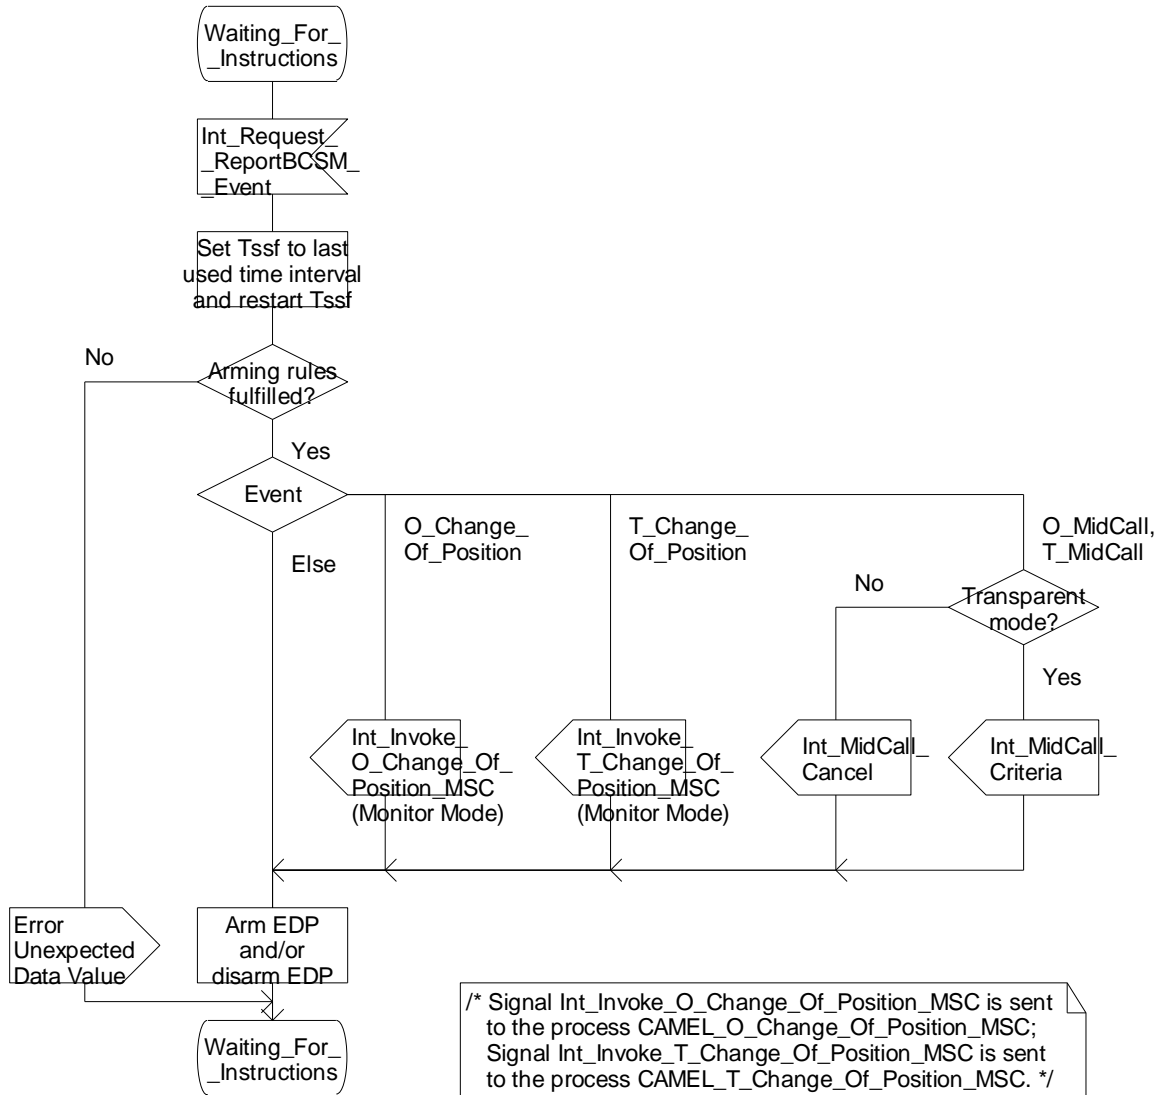 Waiting_For_
_Instructions
Int_Request_
_ReportBCSM_
_Event
Set Tssf to last
used time interval
and restart Tssf
No
Arming rules
fulfilled?
Yes
Event
O_Change_
Of_Position
T_Change_
Of_Position
O_MidCall,
T_MidCall
Else
No
Transparent
mode?
Yes
Int_Invoke_
O_Change_Of_
Position_MSC
(Monitor Mode)
Int_Invoke_
T_Change_Of_
Position_MSC
(Monitor Mode)
Int_MidCall_
Cancel
Int_MidCall_
Criteria
Error
Unexpected
Data Value
Arm EDP
and/or
disarm EDP
/* Signal Int_Invoke_O_Change_Of_Position_MSC is sent
to the process CAMEL_O_Change_Of_Position_MSC;
Signal Int_Invoke_T_Change_Of_Position_MSC is sent
to the process CAMEL_T_Change_Of_Position_MSC. */
Waiting_For_
_Instructions